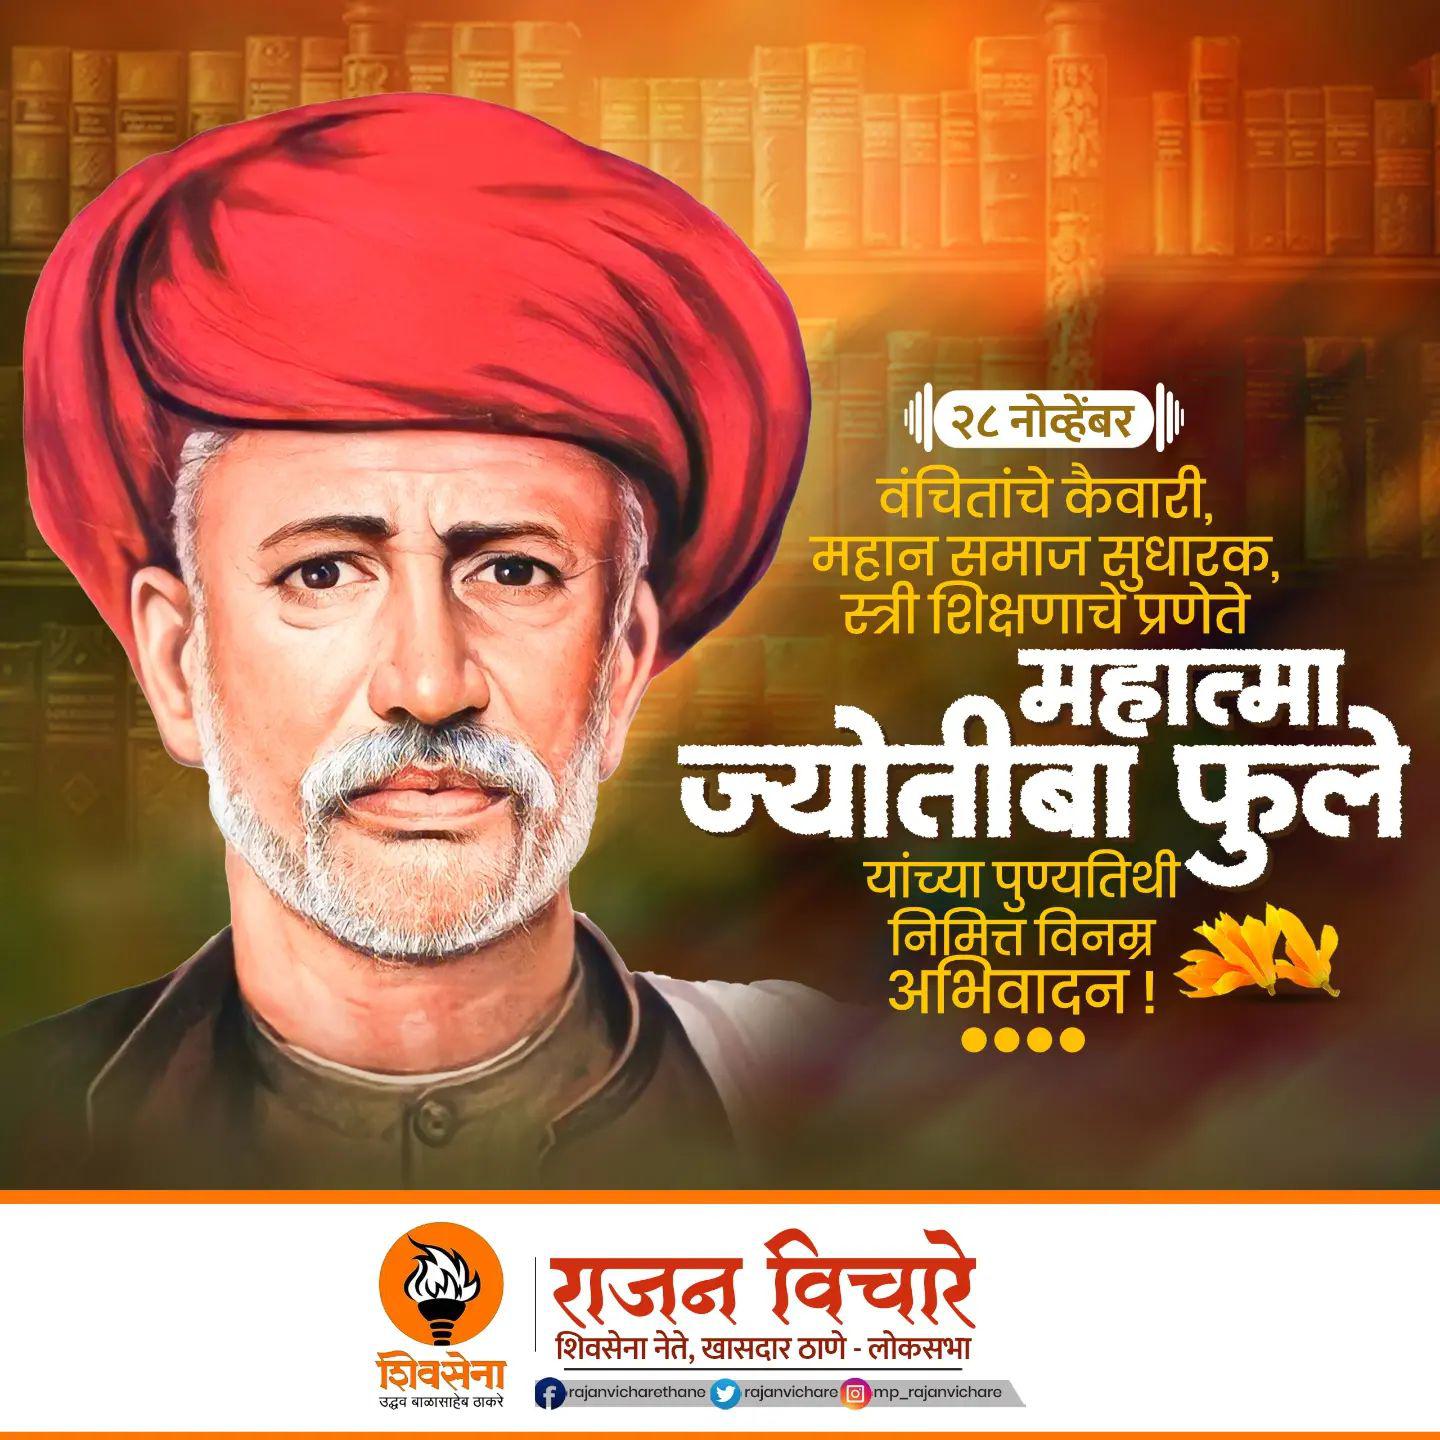 २८ नोव्हेंबर
वंचितांचे कैवारी,
महान समाज सुधारक,
स्त्री शिक्षणाचे प्रणेते
महात्मा
ज्योतीबा फुले
यांच्या पुण्यतिथी
निमित्त विनम्र
अभिवादन !
शिवसेना
उद्धव बाळासाहेब ठाकरे
राजन विचारे
शिवसेना नेते, खासदार ठाणे - लोकसभा
rajanvicharethane rajanvichare mp_rajanvichare